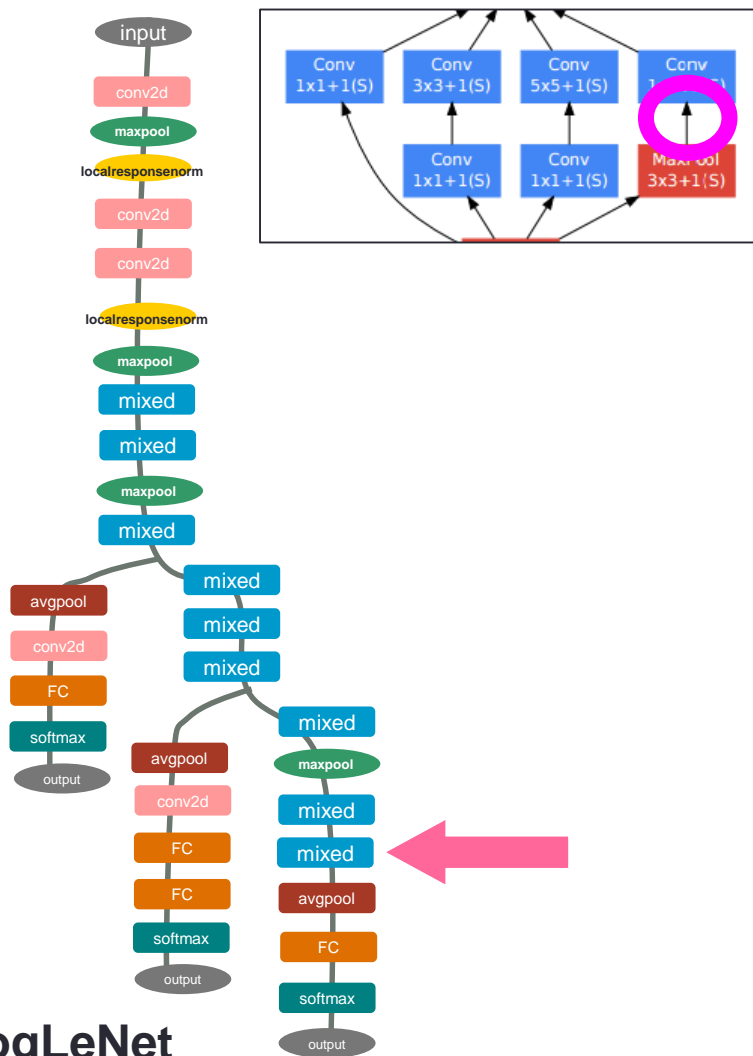 input
conv2d
maxpool
localresponsenorm
conv2d
conv2d
localresponsenorm
maxpool
mixed
mixed
maxpool
mixed
avgpool
conv2d
FC
softmax
output
mixed
mixed
mixed
avgpool
conv2d
FC
FC
softmax
output
mixed
maxpool
mixed
mixed
avgpool
FC
softmax
output
Conv
1x1+1(S)
Conv
3x3+1(S)
Conv
5x5+1(S)
Conv
Conv
1x1+1(S)
Conv
1x1+1(S)
MaxPool
3x3+1(S)
ogLeNet